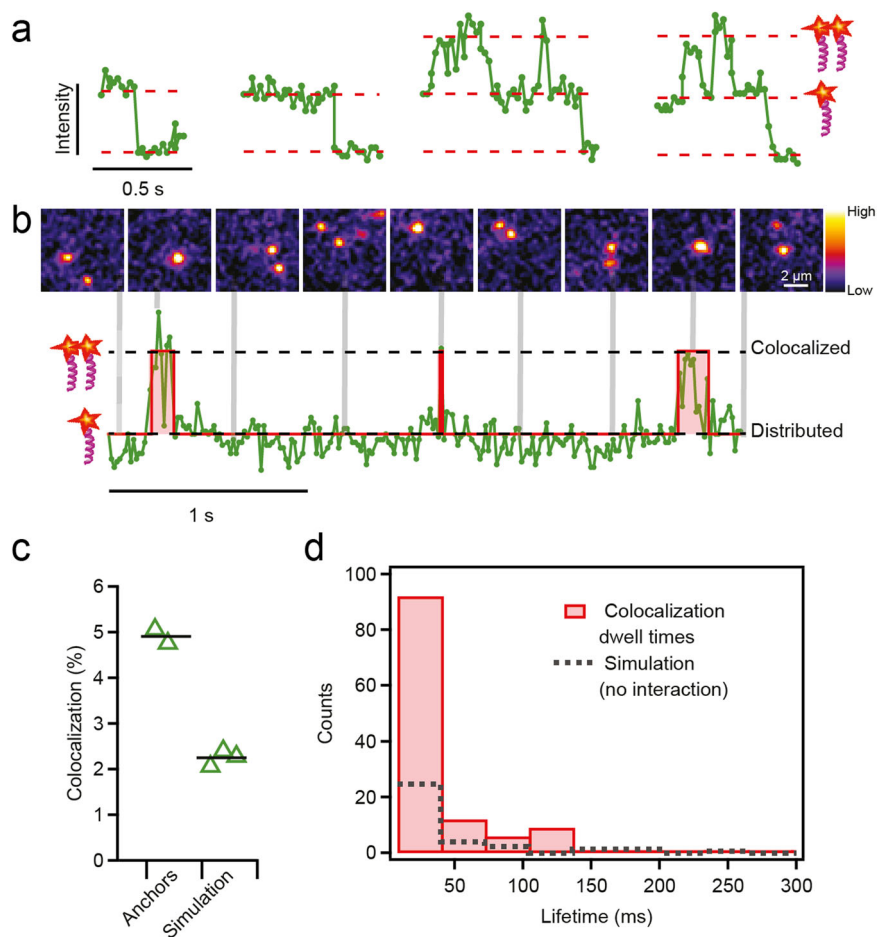 a
Intensity
0.5 s
b
High
Low
2 µm
Colocalized
Distributed
1 s
c
Colocalization (%)
6
5
4
3
2
1
0
Anchors
Simulation
d
Counts
100
80
60
40
20
0
Colocalization
dwell times
Simulation
(no interaction)
50
100
150
200
250
300
Lifetime (ms)